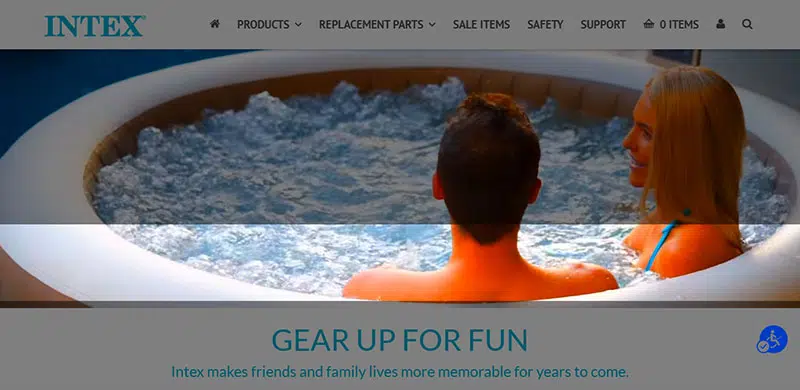 INTEX®
PRODUCTS REPLACEMENT PARTS SALE ITEMS SAFETY SUPPORT 0 ITEMS
GEAR UP FOR FUN
Intex makes friends and family lives more memorable for years to come.